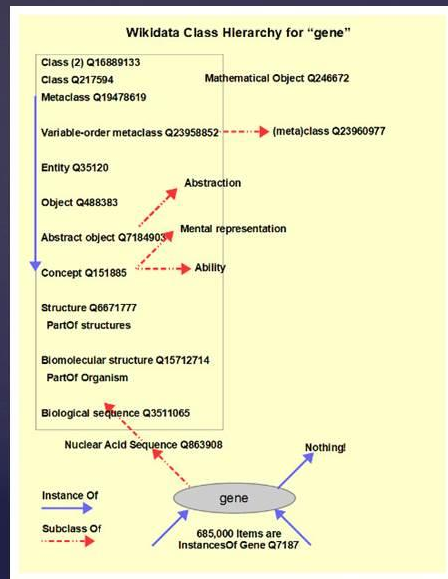 Wikidata Class Hierarchy for “gene”
Class (2) Q16889133
Class Q217594
Mathematical Object Q246672
Metaclass Q19478619
Variable-order metaclass Q23958852
(meta)class Q23960977
Entity Q35120
Abstraction
Object Q488383
Mental representation
Abstract object Q7184903
Ability
Concept Q151885
Structure Q6671777
PartOf structures
Biomolecular structure Q15712714
PartOf Organism
Biological sequence Q3511065
Nuclear Acid Sequence Q863908
Nothing!
Instance Of
gene
Subclass Of
685,000 Items are
InstancesOf Gene Q7187